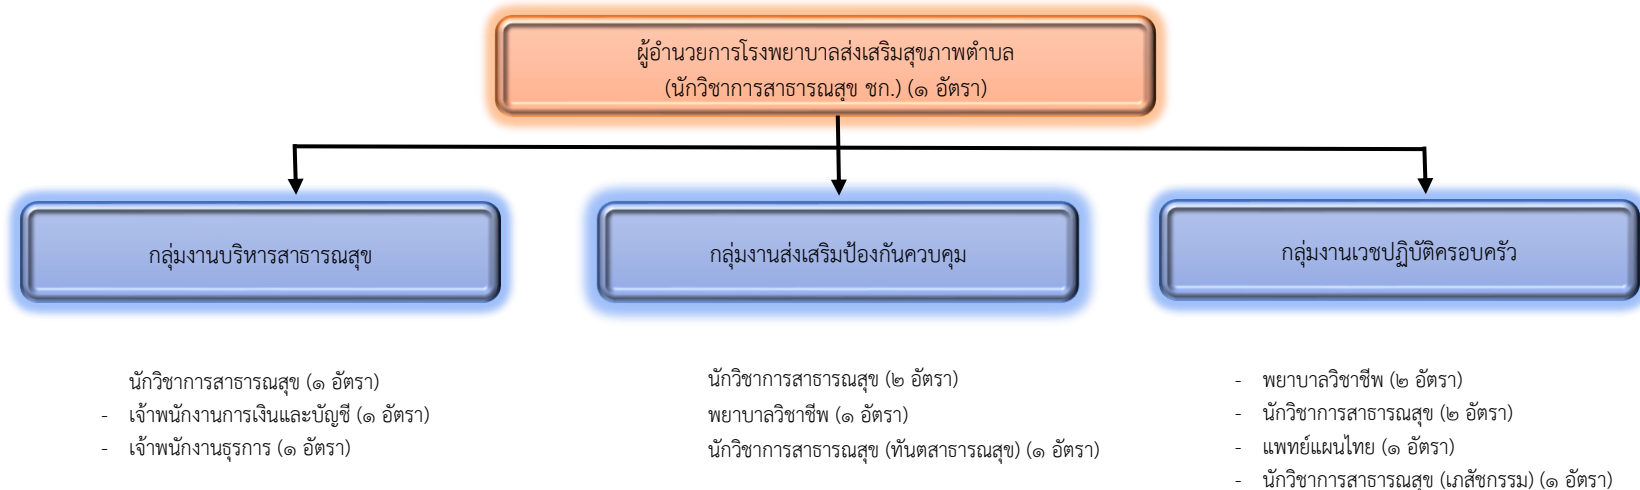 ผู้อำนวยการโรงพยาบาลส่งเสริมสุขภาพตำบล
(นักวิชาการสาธารณสุข ชก.) (๑ อัตรา)
กลุ่มงานบริหารสาธารณสุข
กลุ่มงานส่งเสริมป้องกันควบคุม
กลุ่มงานเวชปฏิบัติครอบครัว
นักวิชาการสาธารณสุข (๑ อัตรา)
- เจ้าพนักงานการเงินและบัญชี (๑ อัตรา)
- เจ้าพนักงานธุรการ (๑ อัตรา)
นักวิชาการสาธารณสุข (๒ อัตรา)
พยาบาลวิชาชีพ (๑ อัตรา)
นักวิชาการสาธารณสุข (ทันตสาธารณสุข) (๑ อัตรา)
- พยาบาลวิชาชีพ (๒ อัตรา)
- นักวิชาการสาธารณสุข (๒ อัตรา)
- แพทย์แผนไทย (๑ อัตรา)
- นักวิชาการสาธารณสุข (เภสัชกรรม) (๑ อัตรา)